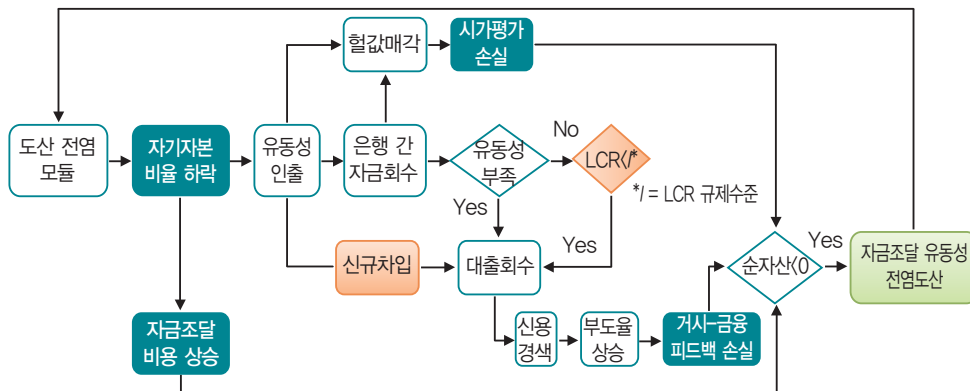 헐값매각
시가평가
손실
도산 전염
모듈
자기자본
비율 하락
유동성
인출
은행 간
자금회수
유동성
부족
No
LCR<l*
*l = LCR 규제수준
Yes
Yes
신규차입
대출회수
순자산<0
Yes
자금조달 유동성
전염도산
자금조달
비용 상승
신용
경색
부도율
상승
거시-금융
피드백 손실